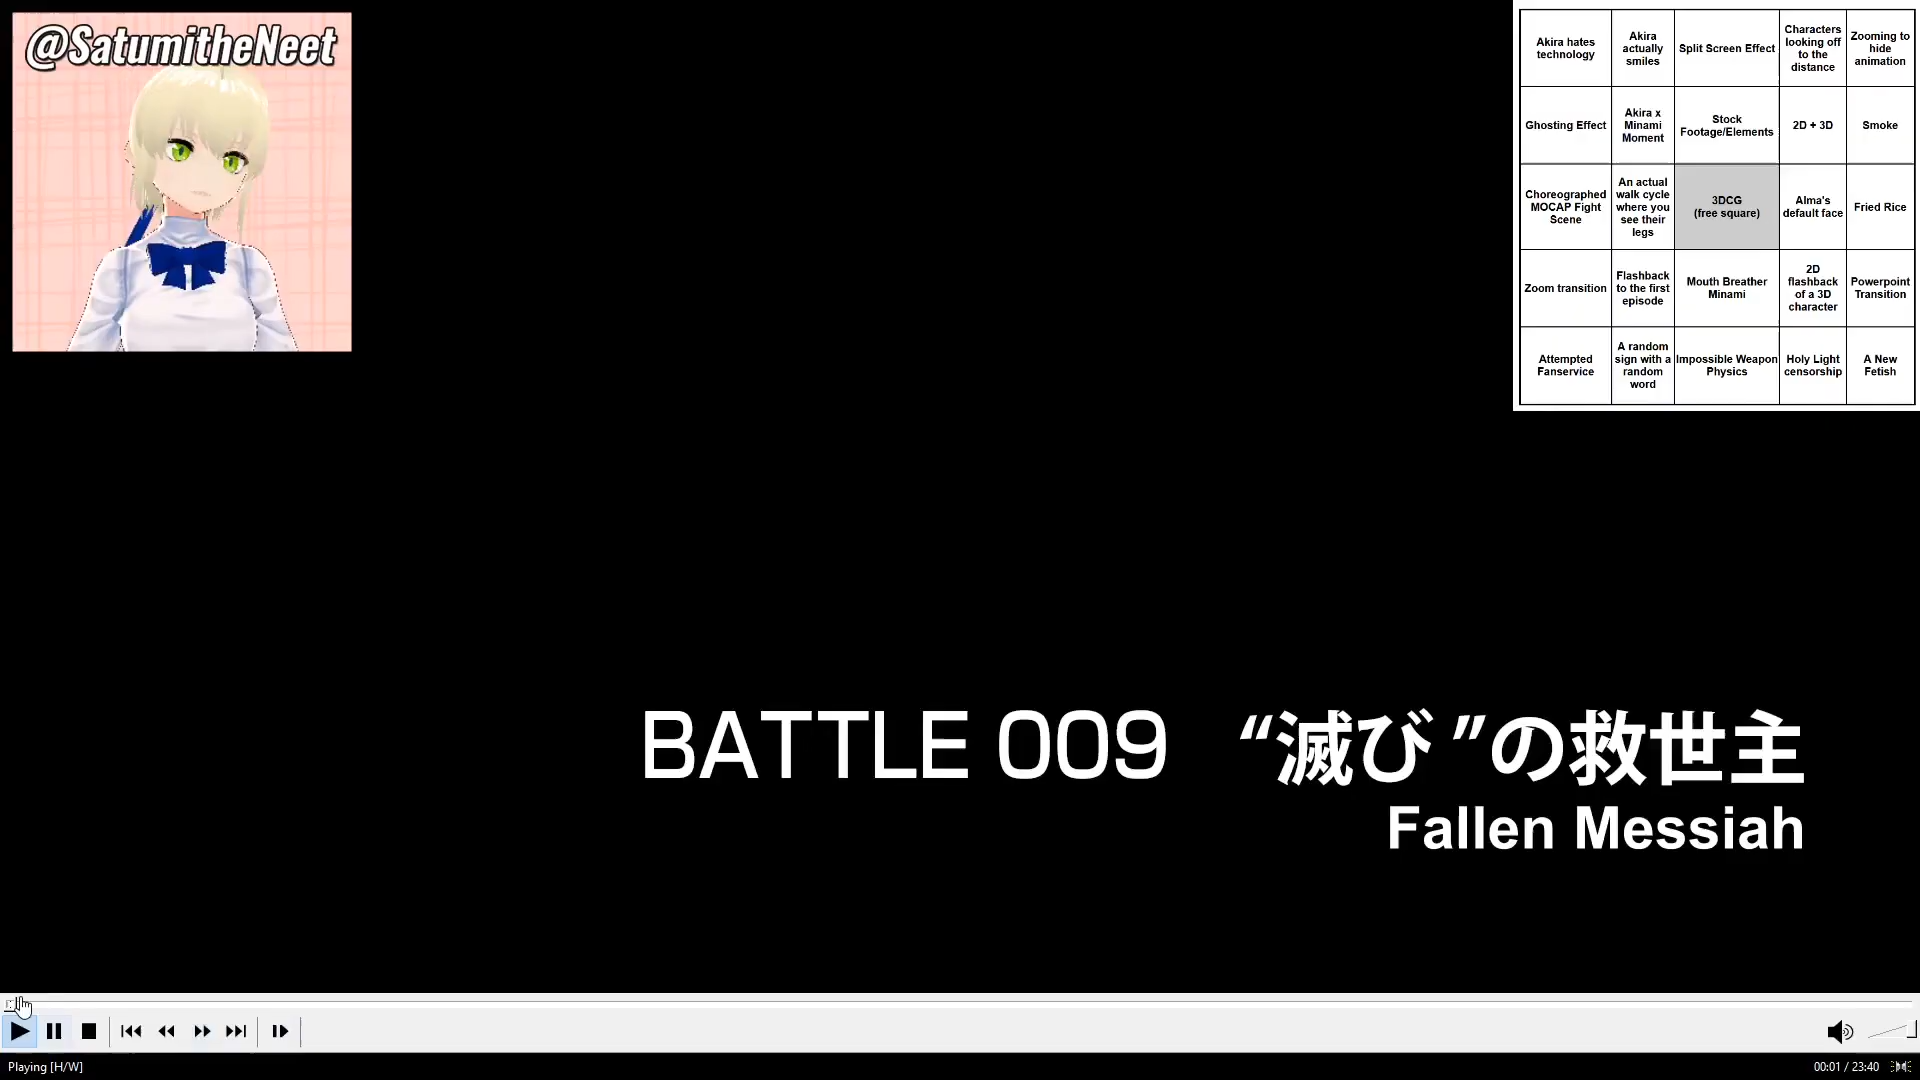 @SatumitheNeet
Akira hates
technology
Akira
actually
smiles
Split Screen Effect
Characters
looking off
to the
distance
Zooming to
hide
animation
Ghosting Effect
Akira x
Minami
Moment
Stock
Footage/Elements
2D + 3D
Smoke
Choreographed
MOCAP Fight
Scene
An actual
walk cycle
where you
see their
legs
3DCG
(free square)
Alma's
default face
Fried Rice
Zoom transition
Flashback
to the first
episode
Mouth Breather
Minami
2D
flashback
of a 3D
character
Powerpoint
Transition
Attempted
Fanservice
A random
sign with a
random
word
Impossible Weapon
Physics
Holy Light
censorship
A New
Fetish
BATTLE 009 “滅び”の救世主
Fallen Messiah
Playing [H/W]
00:01 / 23:40